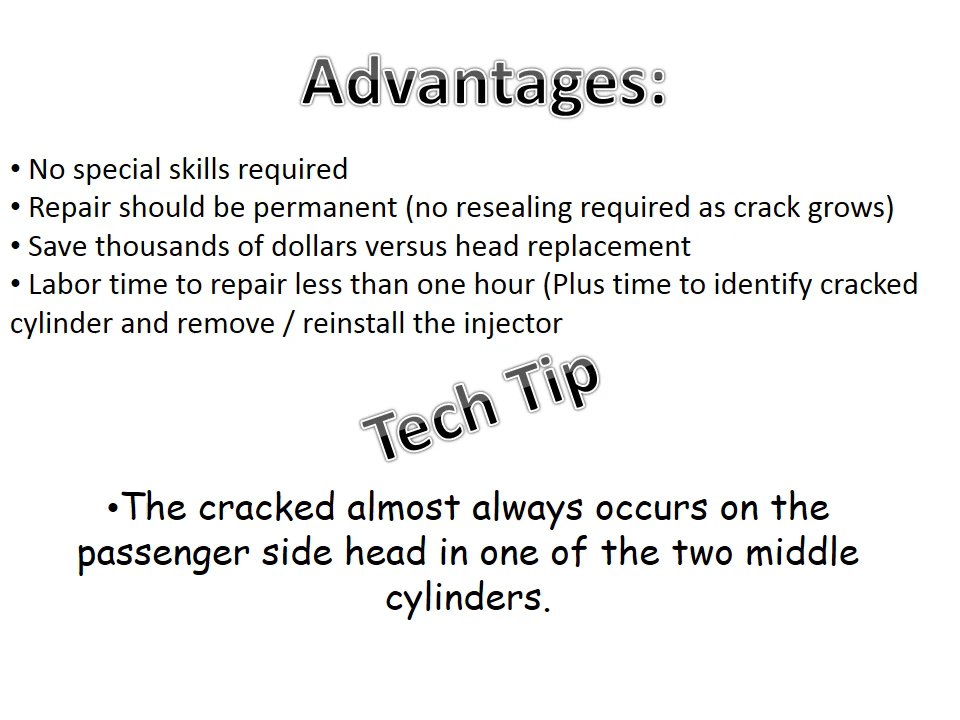 Advantages:
• No special skills required
• Repair should be permanent (no resealing required as crack grows)
• Save thousands of dollars versus head replacement
• Labor time to repair less than one hour (Plus time to identify cracked
cylinder and remove / reinstall the injector
Tech Tip
•The cracked almost always occurs on the
passenger side head in one of the two middle
cylinders.